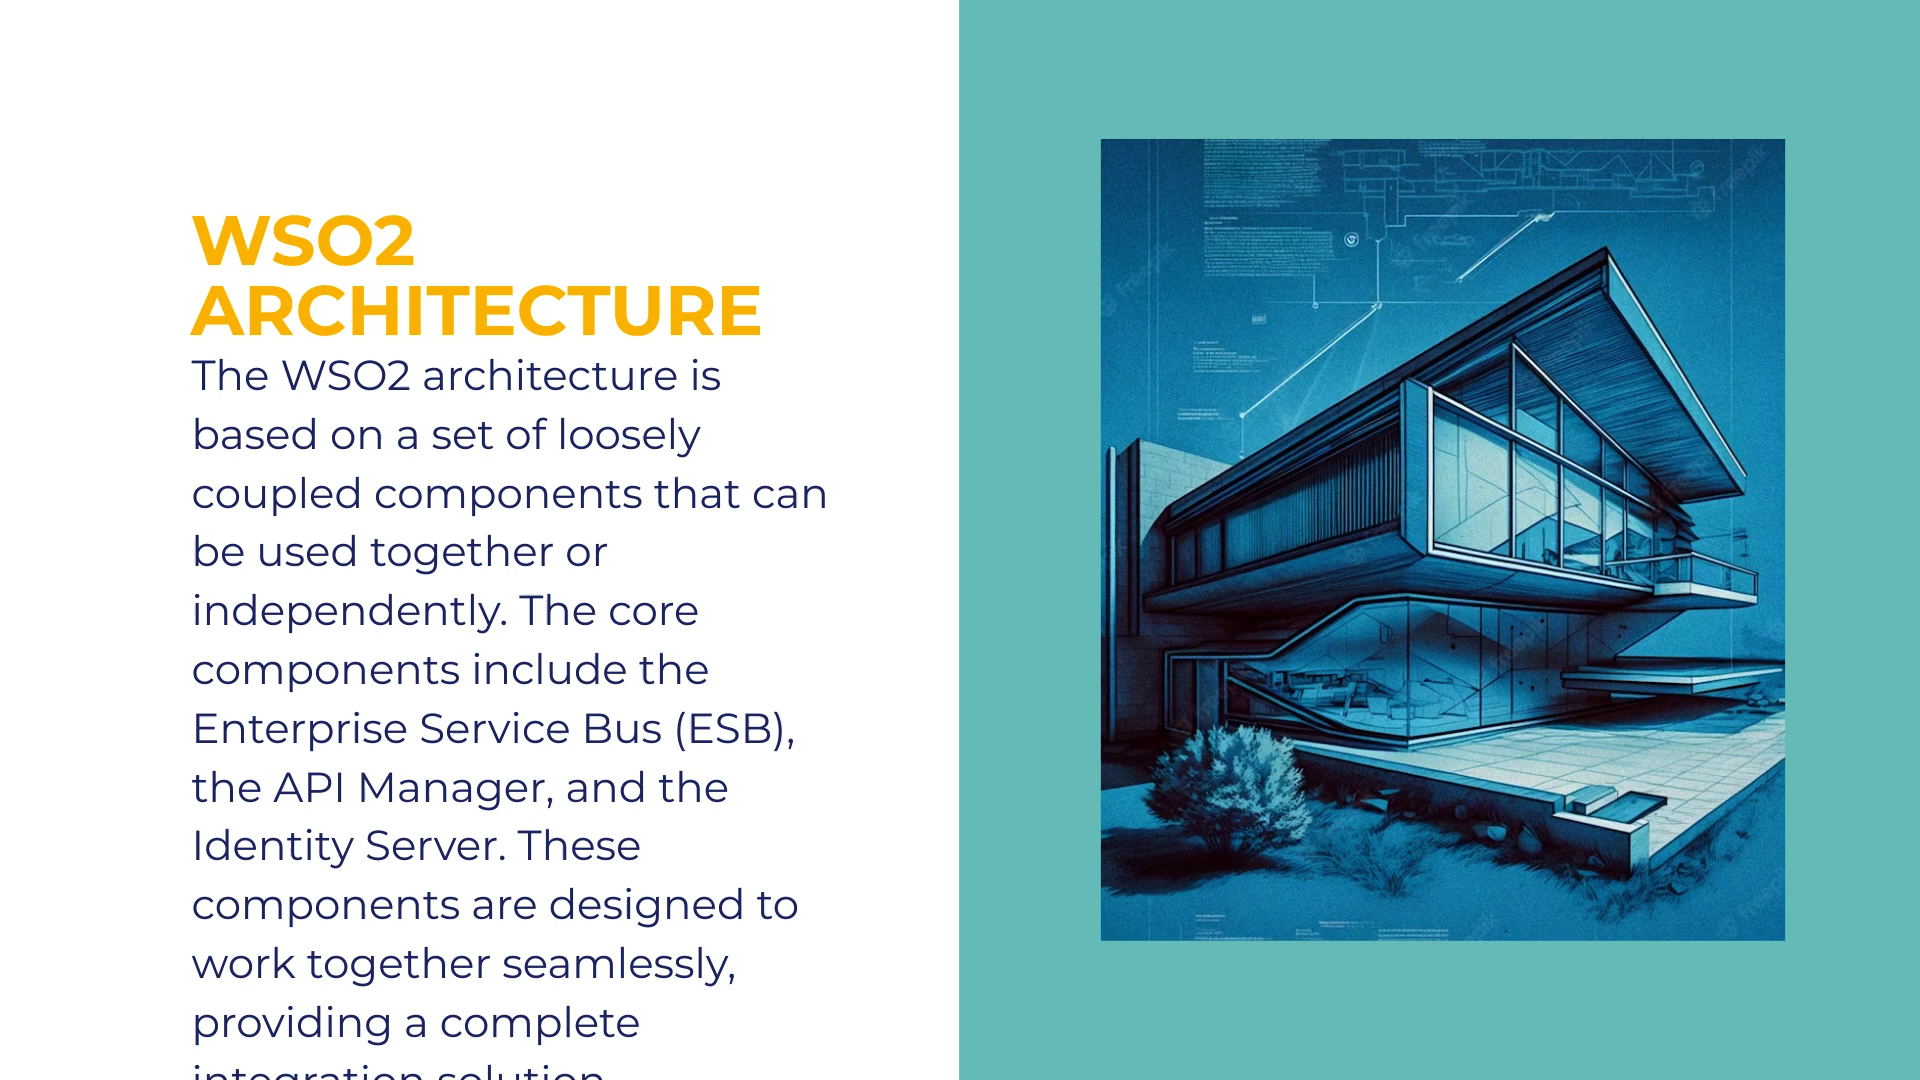 WSO2
ARCHITECTURE
The WSO2 architecture is
based on a set of loosely
coupled components that can
be used together or
independently. The core
components include the
Enterprise Service Bus (ESB),
the API Manager, and the
Identity Server. These
components are designed to
work together seamlessly,
providing a complete
integration solution.